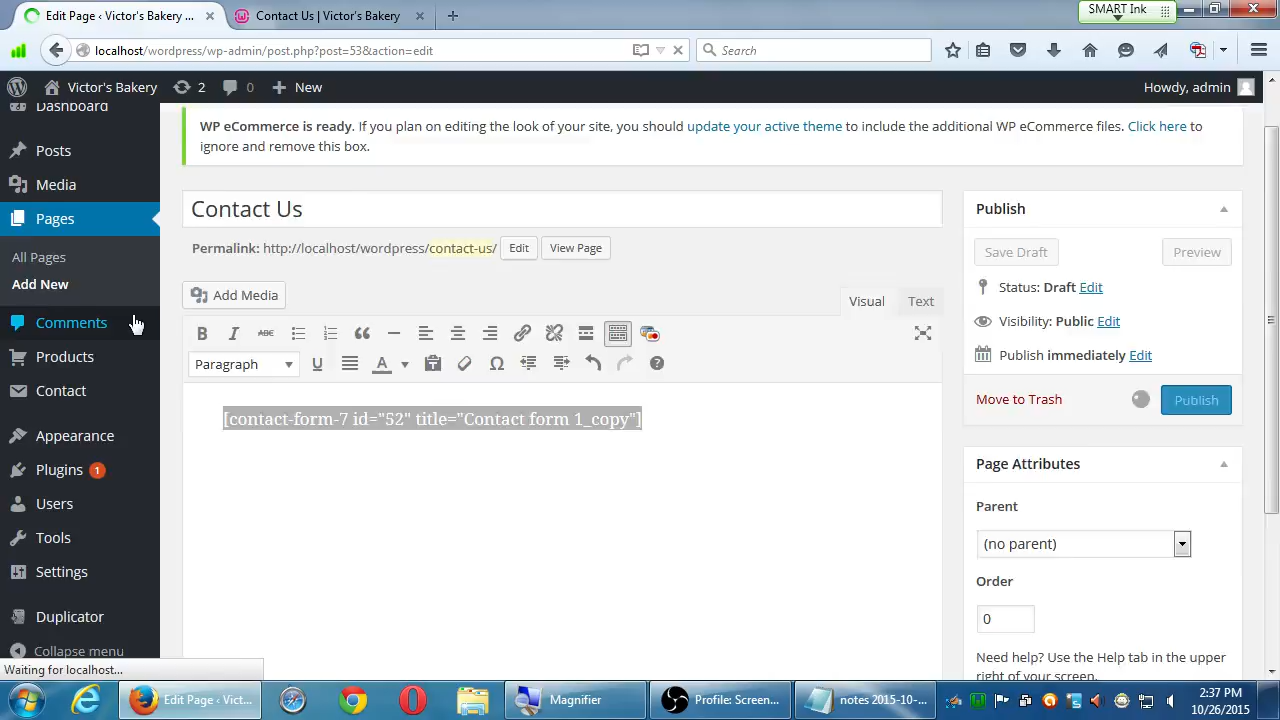 Edit Page ‹ Victor's Bakery ...
Contact Us | Victor's Bakery
SMART Ink
localhost/wordpress/wp-admin/post.php?post=53&action=edit
Search
Victor's Bakery
2
0
New
Howdy, admin
Dashboard
Posts
Media
Pages
All Pages
Add New
Comments
Products
Contact
Appearance
Plugins 1
Users
Tools
Settings
Duplicator
Collapse menu
WP eCommerce is ready. If you plan on editing the look of your site, you should update your active theme to include the additional WP eCommerce files. Click here to
ignore and remove this box.
Contact Us
Permalink: http://localhost/wordpress/contact-us/ Edit View Page
Add Media
Visual Text
B I ABC
Paragraph U A Ω
[contact-form-7 id="52" title="Contact form 1_copy"]
Publish
Save Draft Preview
Status: Draft Edit
Visibility: Public Edit
Publish immediately Edit
Move to Trash Publish
Page Attributes
Parent
(no parent)
Order
0
Need help? Use the Help tab in the upper
right of your screen.
Waiting for localhost...
Edit Page ‹ Vict...
Magnifier
Profile: Screen...
notes 2015-10-...
2:37 PM
10/26/2015